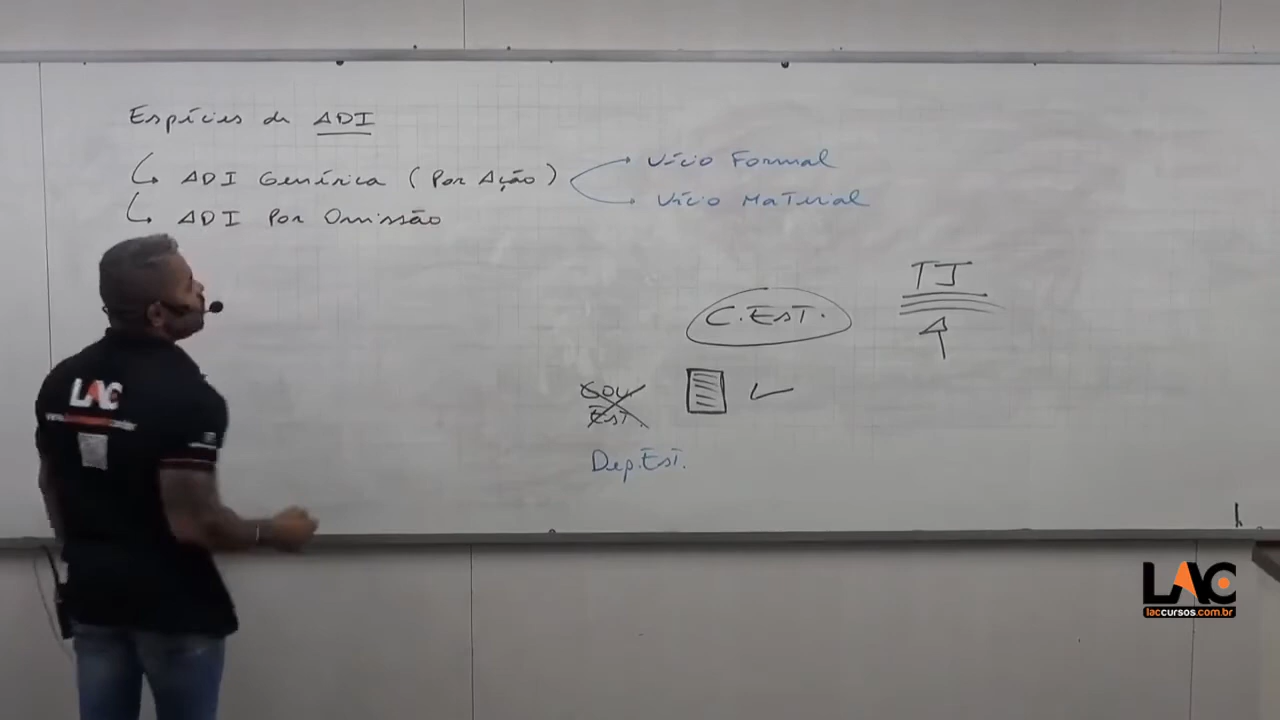 Espécies de ADI
ADI Genérica (Por Ação)
Vício Formal
Vício Material
ADI Por Omissão
TJ
C.EST.
GOV.
EST.
Dep.EST.
LAC
LAC
laccursos.com.br